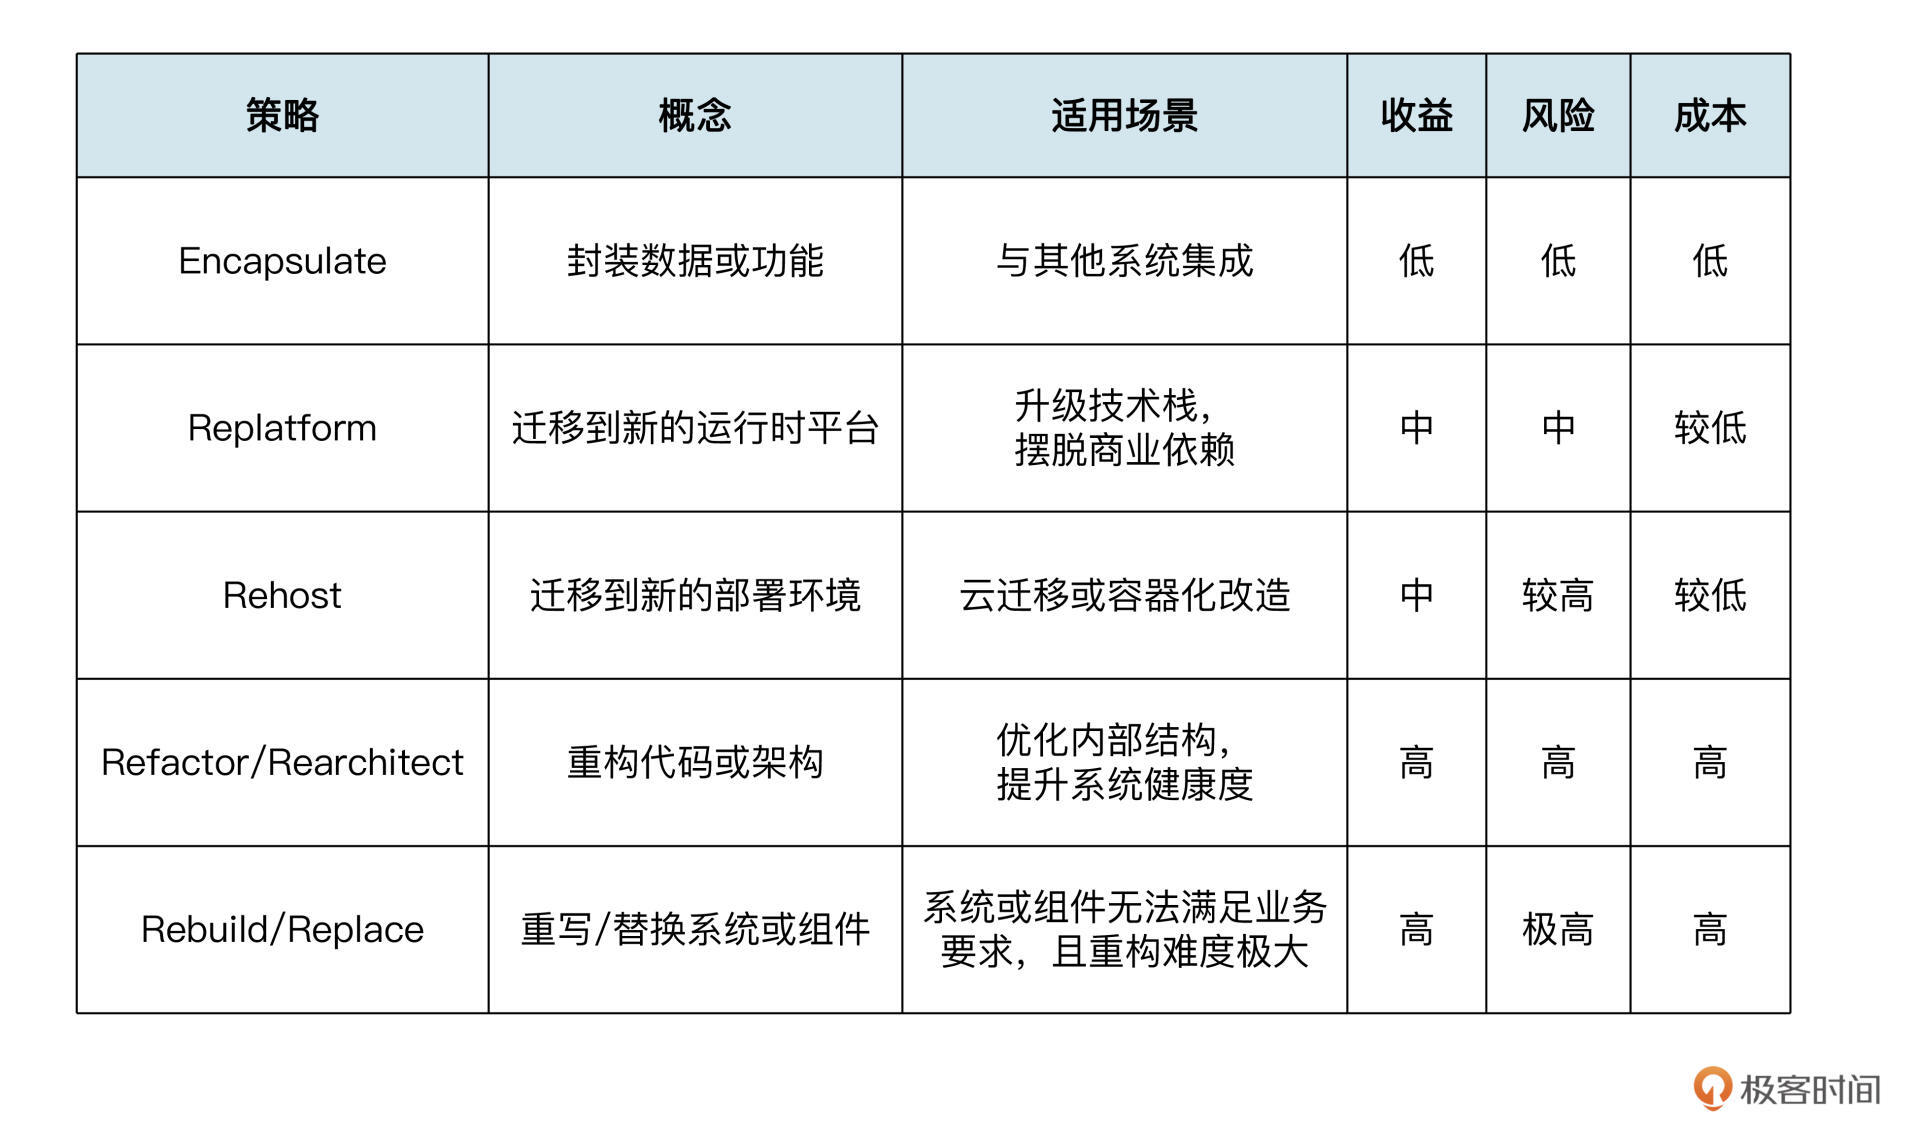 策略 概念 适用场景 收益 风险 成本
Encapsulate 封装数据或功能 与其他系统集成 低 低 低
Replatform 迁移到新的运行时平台 升级技术栈， 中 中 较低
摆脱商业依赖
Rehost 迁移到新的部署环境 云迁移或容器化改造 中 较高 较低
Refactor/Rearchitect 重构代码或架构 优化内部结构， 高 高 高
提升系统健康度
Rebuild/Replace 重写/替换系统或组件 系统或组件无法满足业务 高 极高 高
要求，且重构难度极大
极客时间